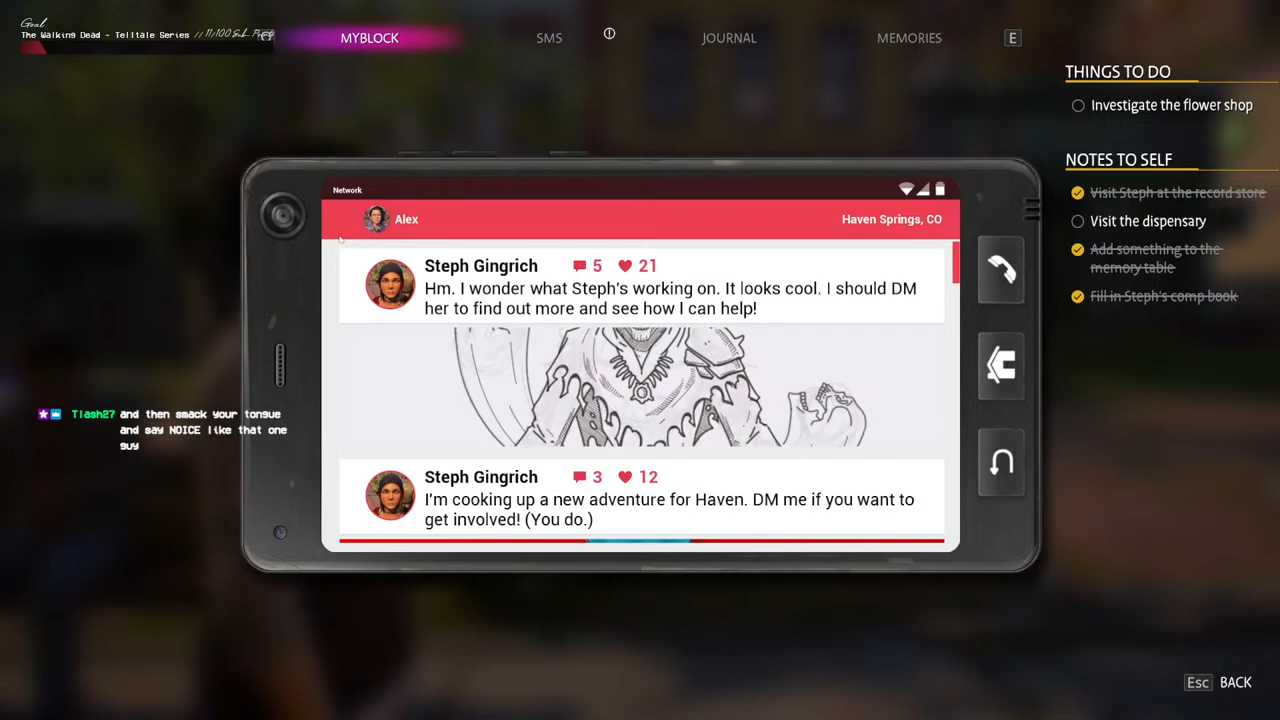 Goal
The Walking Dead - Telltale Series // 11/100
MYBLOCK
SMS
JOURNAL
MEMORIES
E
THINGS TO DO
Investigate the flower shop
NOTES TO SELF
Visit Steph at the record store
Visit the dispensary
Add something to the
memory table
Fill in Steph's comp book
Network
Alex
Haven Springs, CO
Steph Gingrich 5 21
Hm. I wonder what Steph's working on. It looks cool. I should DM
her to find out more and see how I can help!
Steph Gingrich 3 12
I'm cooking up a new adventure for Haven. DM me if you want to
get involved! (You do.)
Tlash27 and then smack your tongue
and say NOICE like that one
guy
Esc BACK